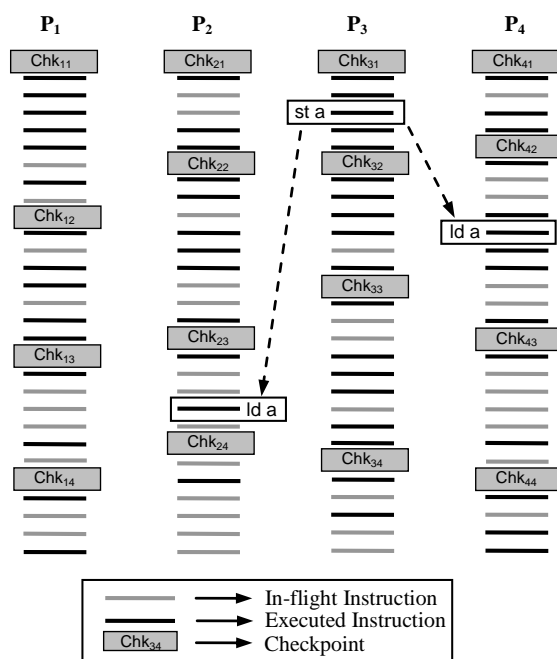 P1 P2 P3 P4
Chk11 Chk21 Chk31 Chk41
st a
Chk42
Chk22 Chk32
Chk12
ld a
Chk33
Chk23 Chk43
Chk13
ld a
Chk24
Chk34
Chk14 Chk44
In-flight Instruction
Executed Instruction
Chk34 Checkpoint